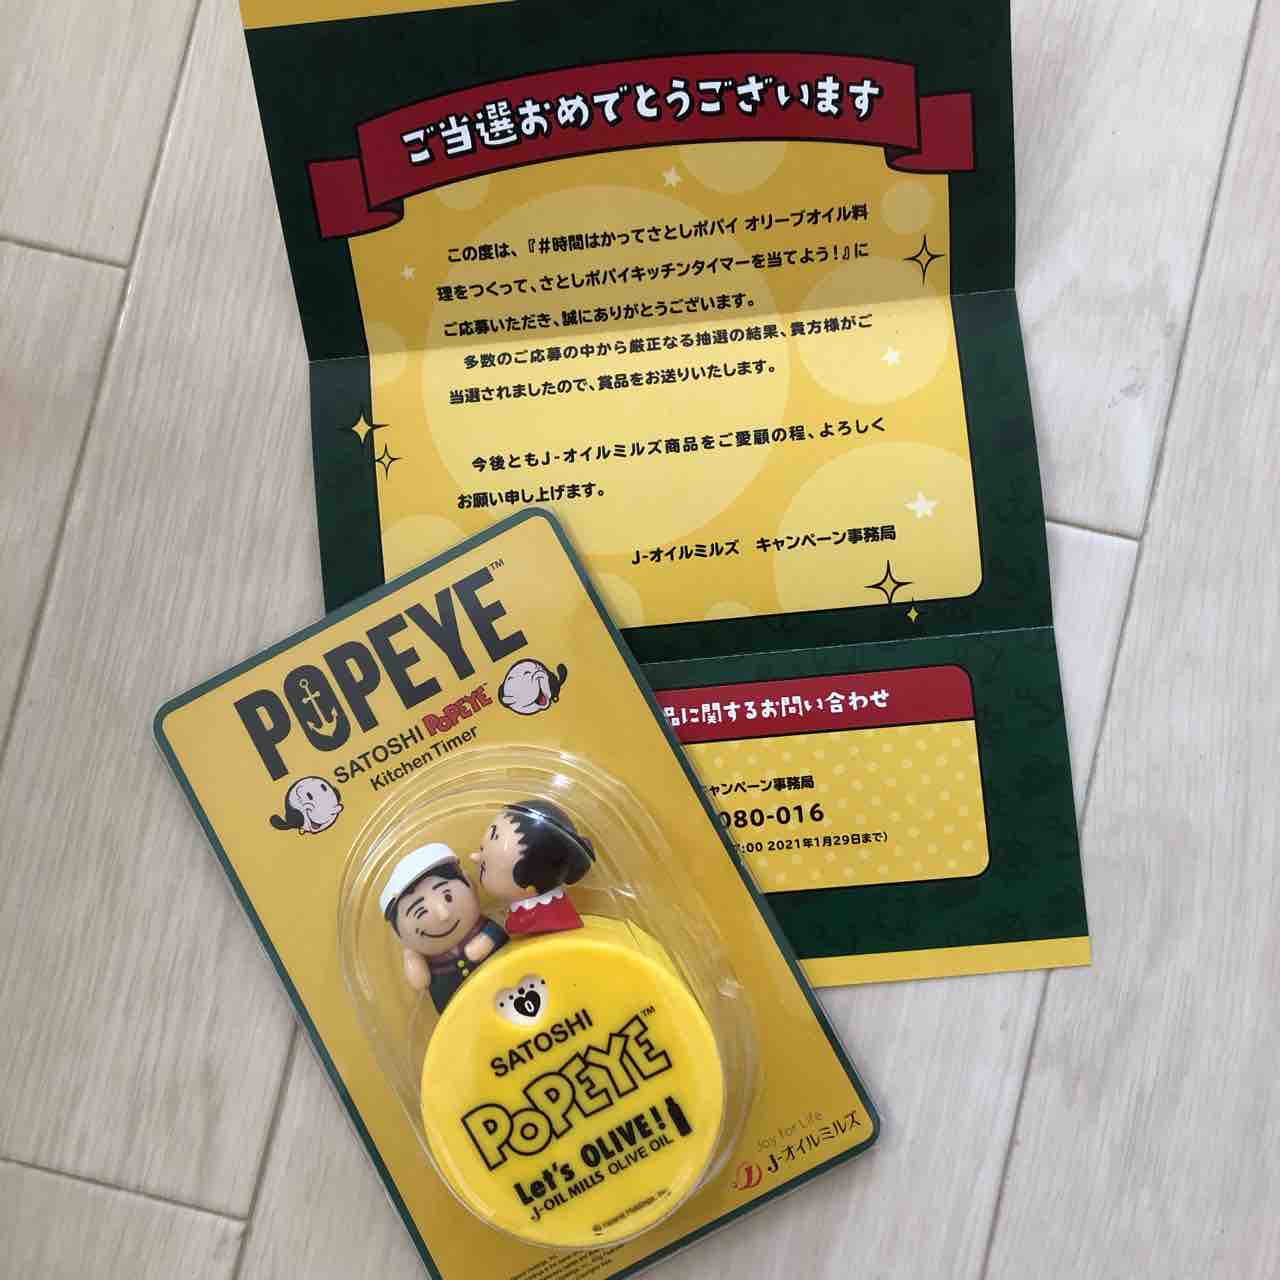 ご当選おめでとうございます
この度は、『#時間はかってさとしポパイ オリーブオイル料
理をつくって、さとしポパイキッチンタイマーを当てよう!』に
ご応募いただき、誠にありがとうございます。
多数のご応募の中から厳正なる抽選の結果、貴方様がご
当選されましたので、賞品をお送りいたします。
今後ともJ-オイルミルズ商品をご愛顧の程、よろしく
お願い申し上げます。
J-オイルミルズ キャンペーン事務局
品に関するお問い合わせ
キャンペーン事務局
080-016
:00 2021年1月29日まで)
POPEYE™
SATOSHI POPEYE™
Kitchen Timer
0
SATOSHI
POPEYE™
Let's OLIVE!
J-OIL MILLS OLIVE OIL
Joy for Life
J-オイルミルズ